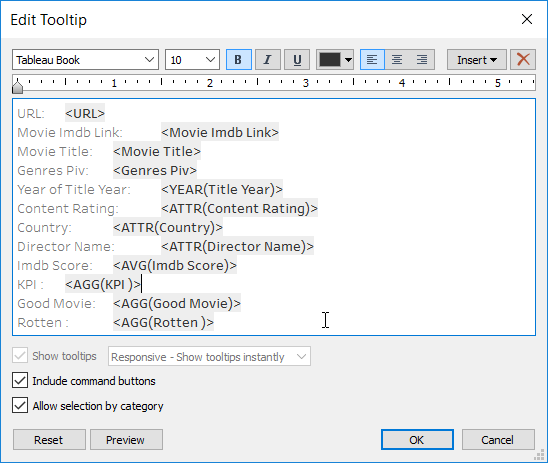 Edit Tooltip
Tableau Book 10 B I U Insert
1 2 3 4 5
URL: <URL>
Movie Imdb Link: <Movie Imdb Link>
Movie Title: <Movie Title>
Genres Piv: <Genres Piv>
Year of Title Year: <YEAR(Title Year)>
Content Rating: <ATTR(Content Rating)>
Country: <ATTR(Country)>
Director Name: <ATTR(Director Name)>
Imdb Score: <AVG(Imdb Score)>
KPI : <AGG(KPI )>
Good Movie: <AGG(Good Movie)>
Rotten : <AGG(Rotten )>
Show tooltips Responsive - Show tooltips instantly
Include command buttons
Allow selection by category
Reset Preview OK Cancel